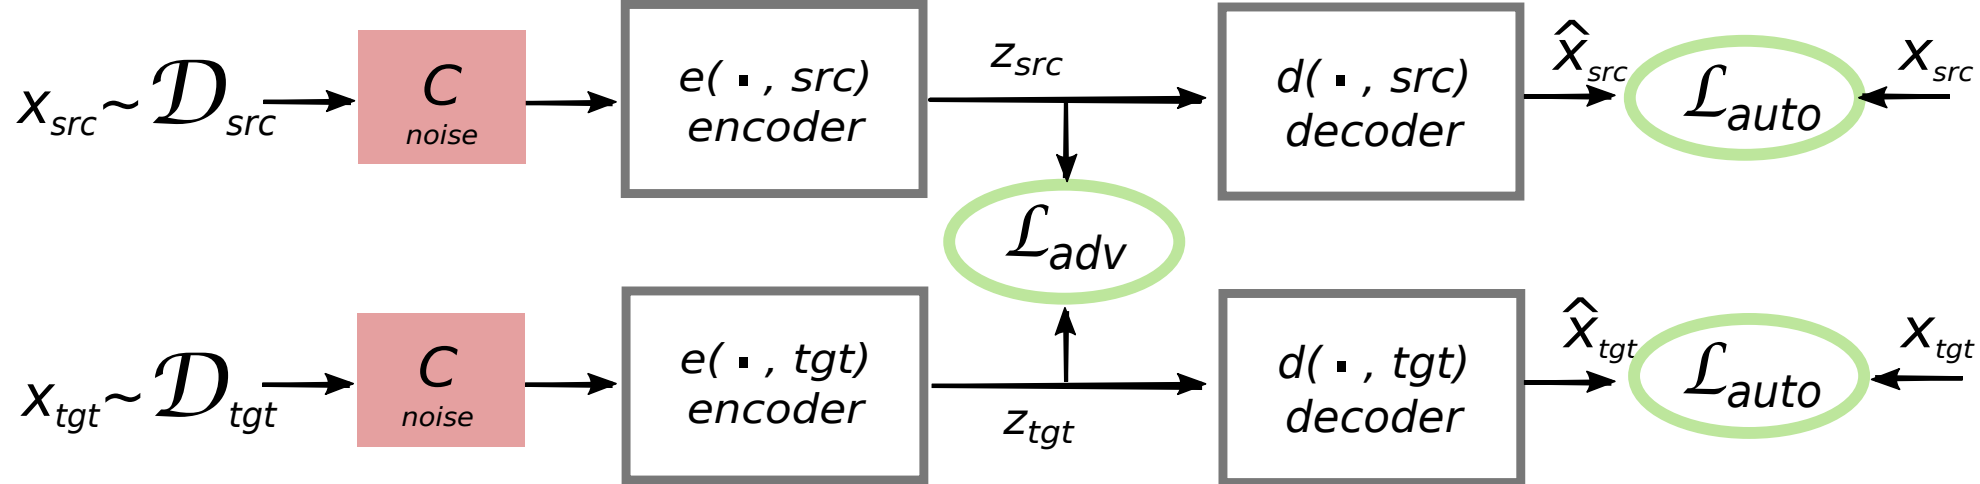 x_src ~ 𝒟_src
C
noise
e( ▪ , src)
encoder
z_src
d( ▪ , src)
decoder
x̂_src
ℒ_auto
x_src
ℒ_adv
x_tgt ~ 𝒟_tgt
C
noise
e( ▪ , tgt)
encoder
z_tgt
d( ▪ , tgt)
decoder
x̂_tgt
ℒ_auto
x_tgt